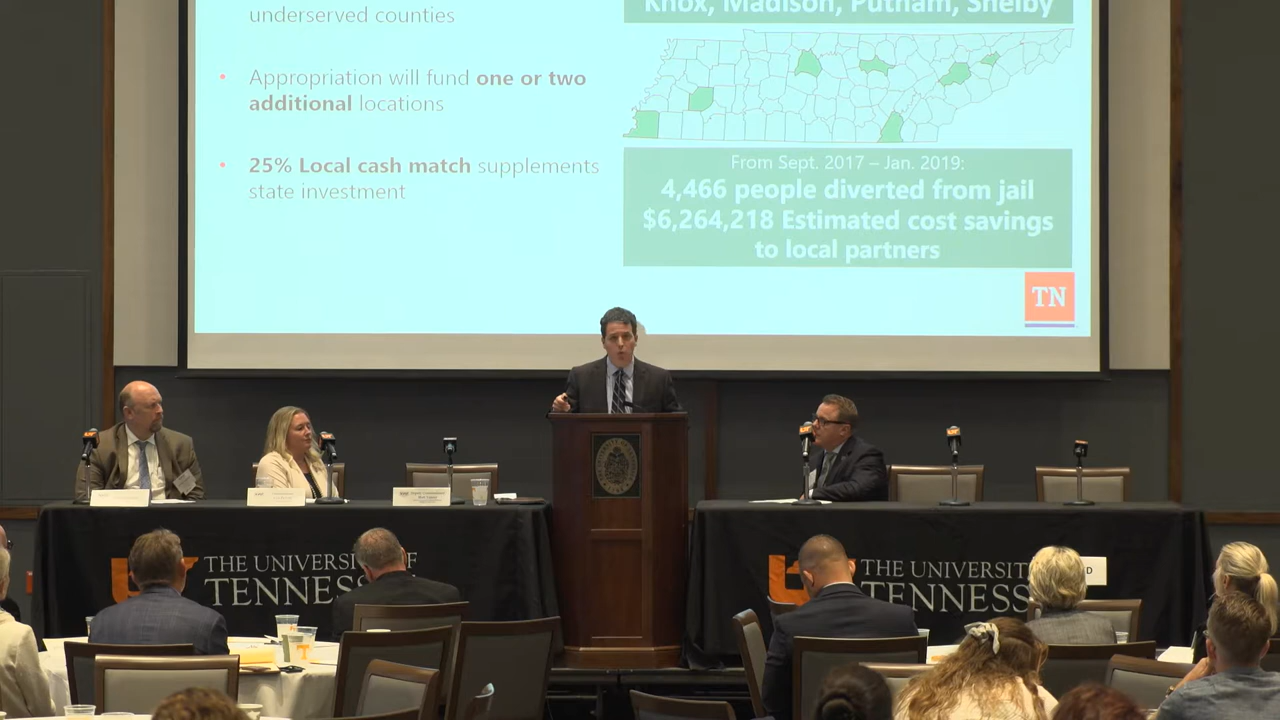 underserved counties
• Appropriation will fund one or two
additional locations
• 25% Local cash match supplements
state investment
Knox, Madison, Putnam, Shelby
From Sept. 2017 – Jan. 2019:
4,466 people diverted from jail
$6,264,218 Estimated cost savings
to local partners
TN
THE UNIVERSITY OF
TENNESS
THE UNIVERSIT
TENNESS
D